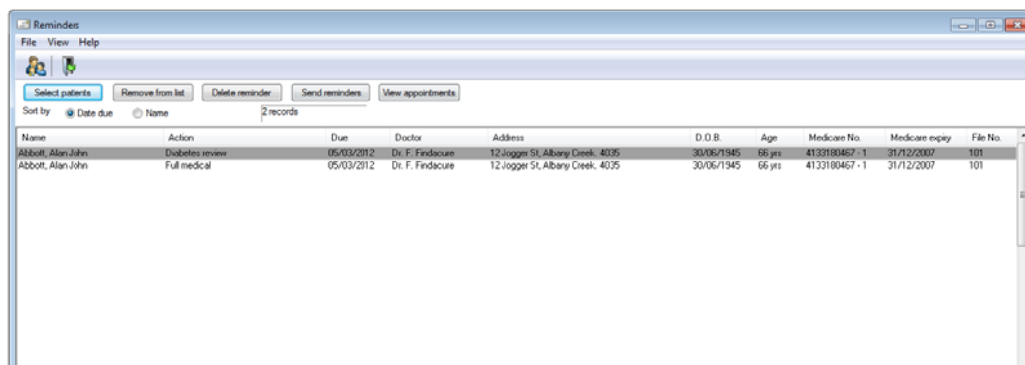 Reminders
File View Help
Select patients Remove from list Delete reminder Send reminders View appointments
Sort by Date due Name 2 records
Name Action Due Doctor Address D.O.B. Age Medicare No. Medicare expiry File No.
Abbott, Alan John Diabetes review 05/03/2012 Dr. F. Findacure 12 Jogger St, Albany Creek. 4035 30/06/1945 66 yrs 4133180467 - 1 31/12/2007 101
Abbott, Alan John Full medical 05/03/2012 Dr. F. Findacure 12 Jogger St, Albany Creek. 4035 30/06/1945 66 yrs 4133180467 - 1 31/12/2007 101